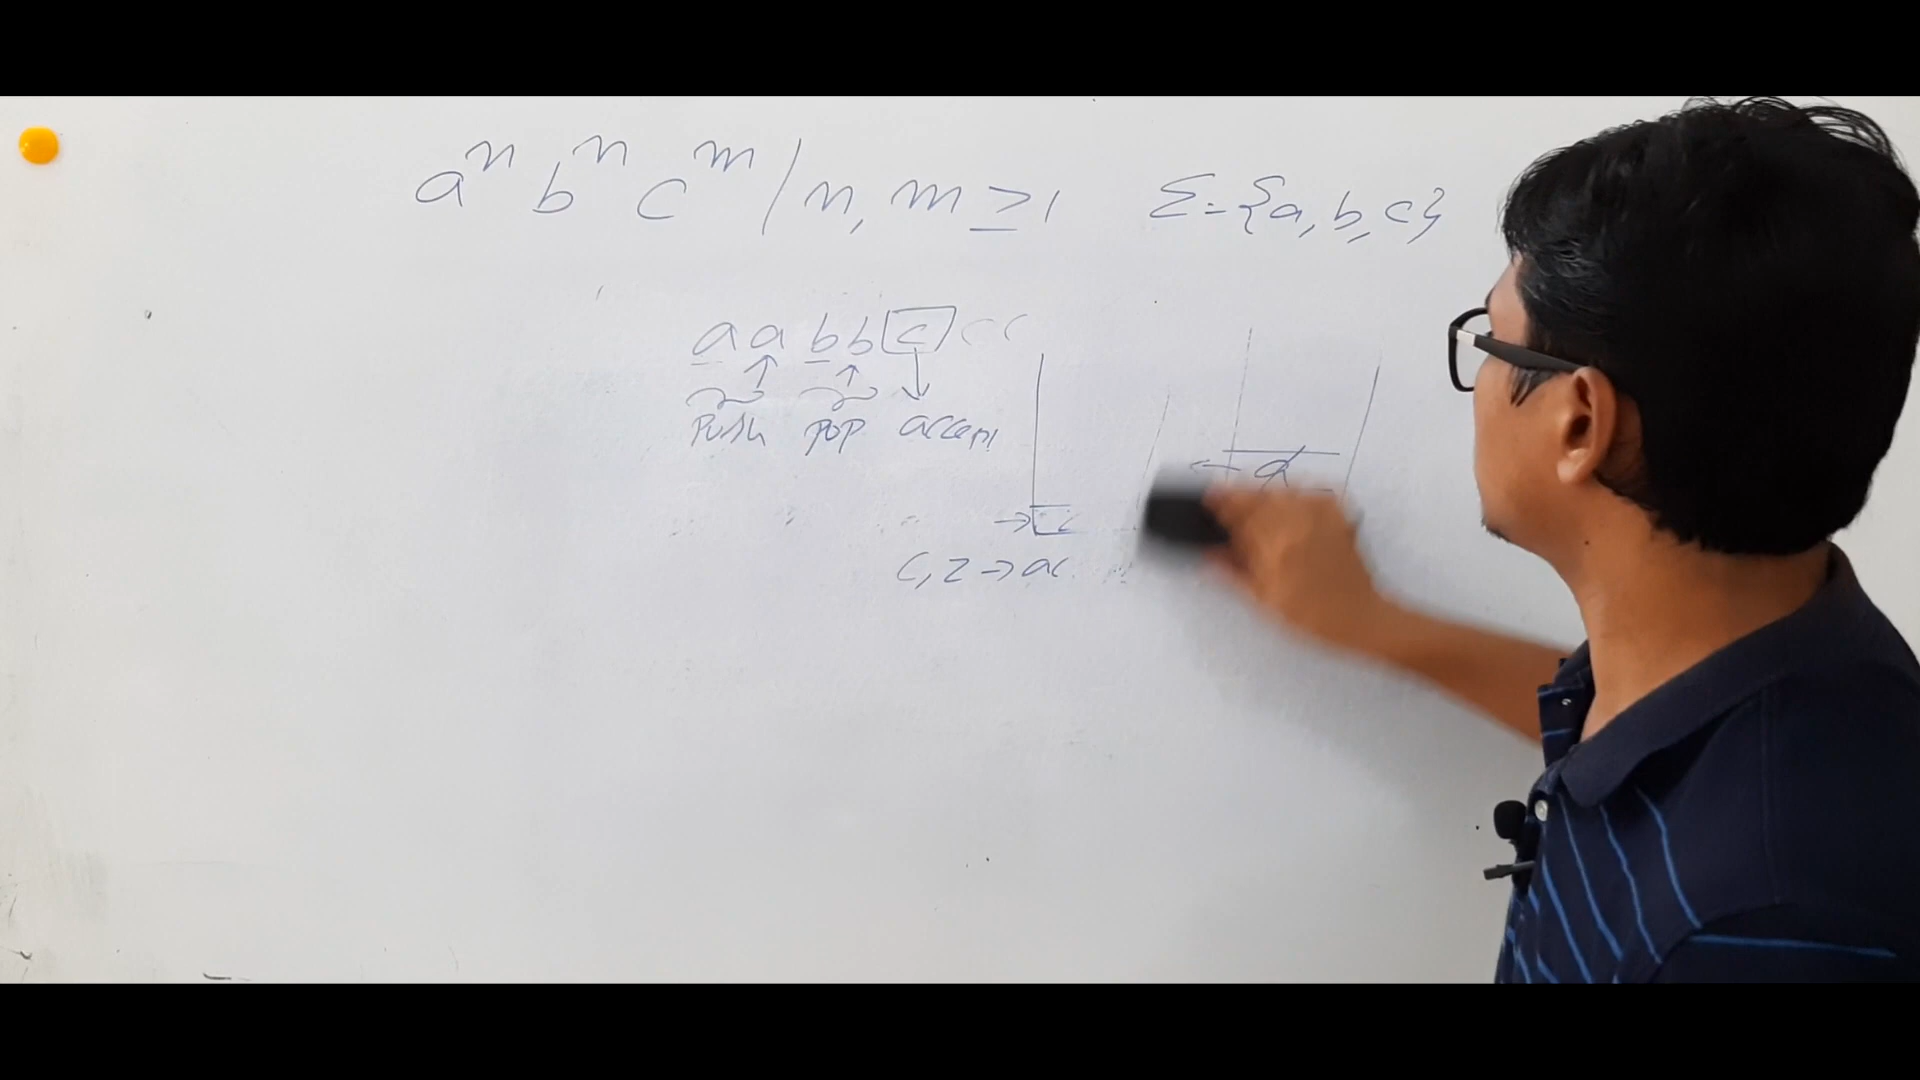 aⁿ bⁿ cᵐ / n, m ≥ 1 Σ = {a, b, c}
a a b b c c c
push pop accept
a
c, z → ac